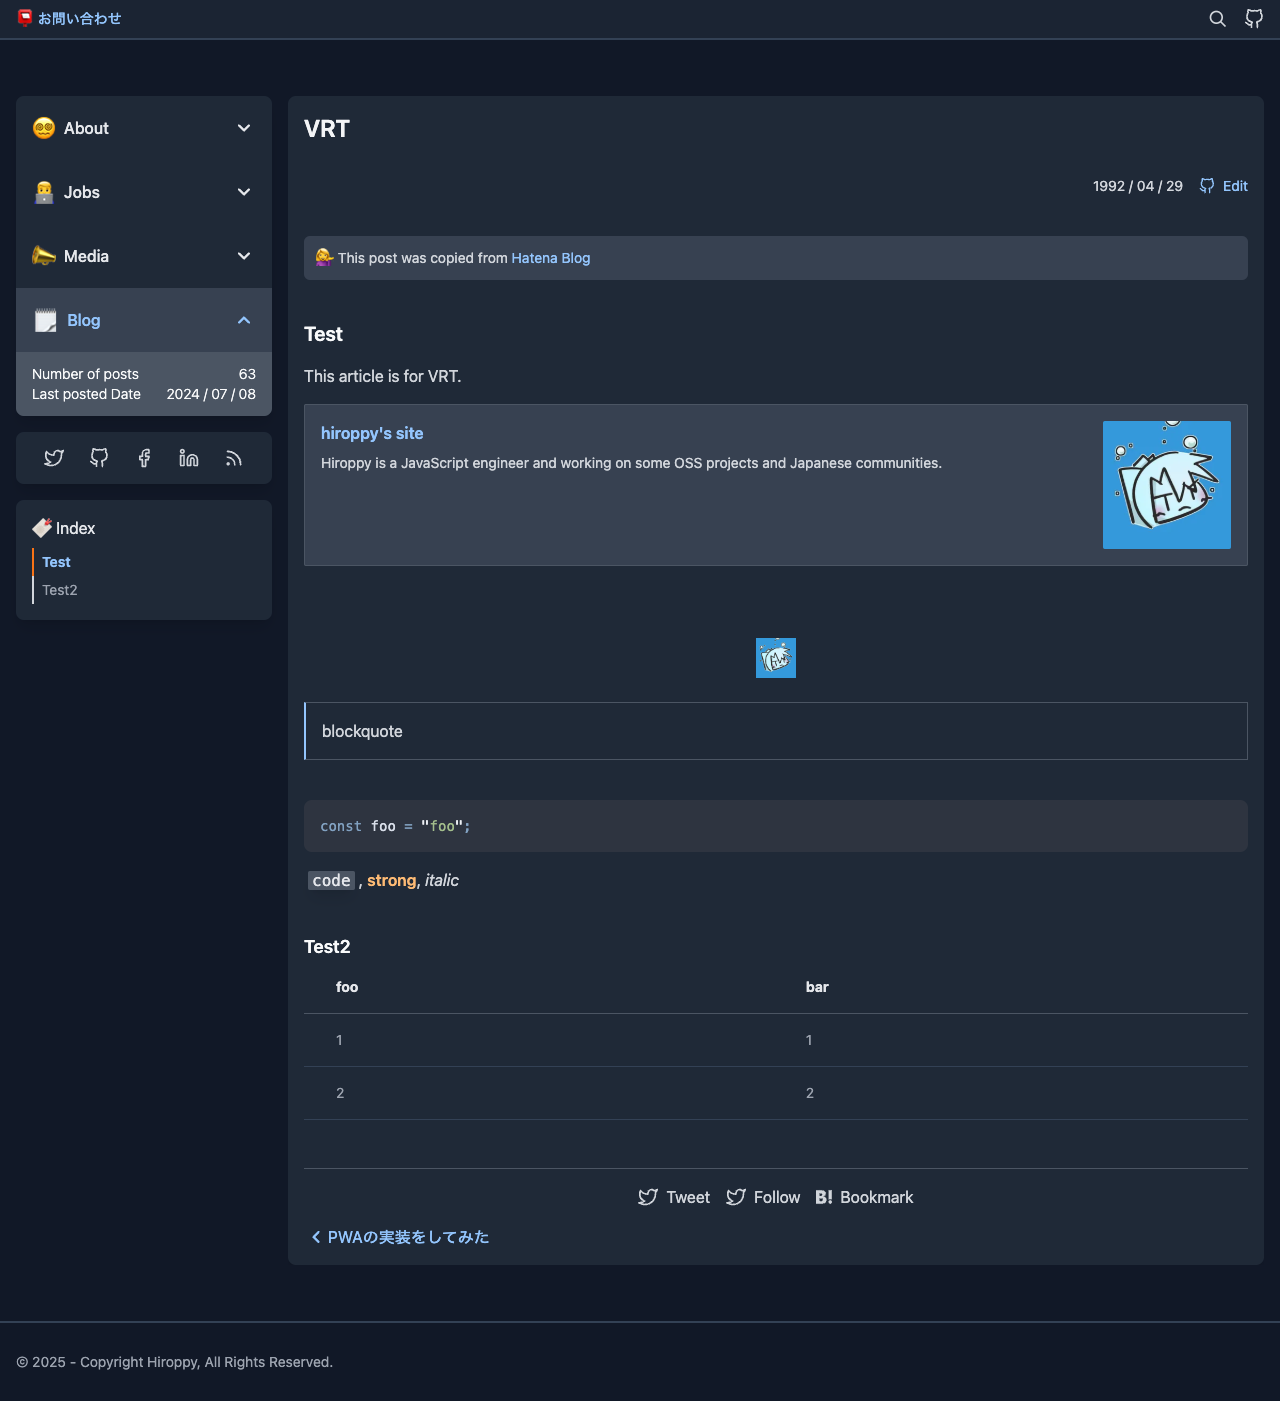 お問い合わせ
About
Jobs
Media
Blog
Number of posts 63
Last posted Date 2024 / 07 / 08
Index
Test
Test2
VRT
1992 / 04 / 29 Edit
This post was copied from Hatena Blog
Test
This article is for VRT.
hiroppy's site
Hiroppy is a JavaScript engineer and working on some OSS projects and Japanese communities.
blockquote
const foo = "foo";
code , strong, italic
Test2
foo bar
1 1
2 2
Tweet Follow B! Bookmark
PWAの実装をしてみた
© 2025 - Copyright Hiroppy, All Rights Reserved.